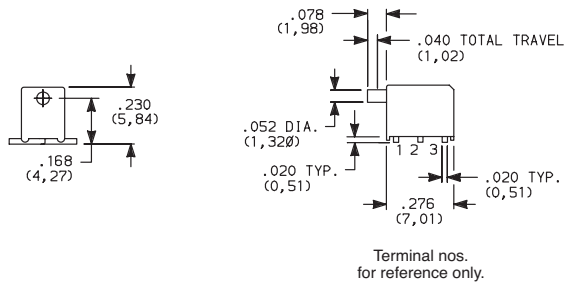 .078
(1,98)
.040 TOTAL TRAVEL
(1,02)
.230
(5,84)
.168
(4,27)
.052 DIA.
(1,320)
.020 TYP.
(0,51)
1 2 3
.020 TYP.
(0,51)
.276
(7,01)
Terminal nos.
for reference only.